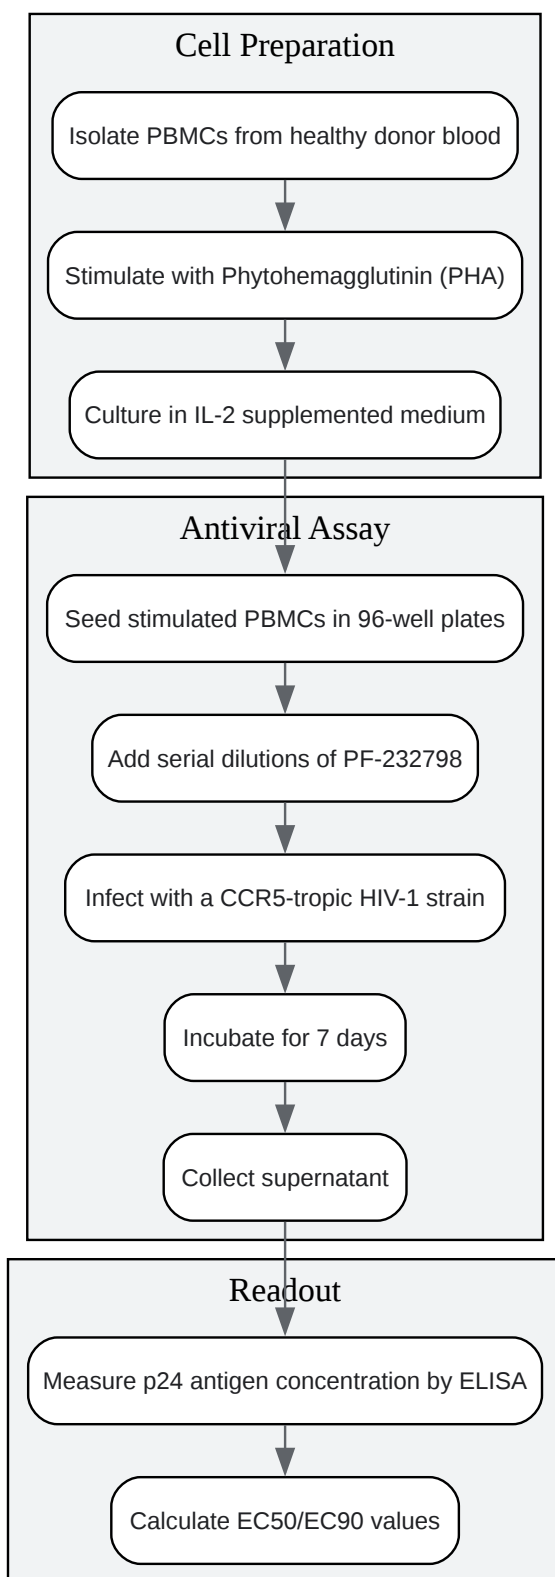 Cell Preparation
Isolate PBMCs from healthy donor blood
Stimulate with Phytohemagglutinin (PHA)
Culture in IL-2 supplemented medium
Antiviral Assay
Seed stimulated PBMCs in 96-well plates
Add serial dilutions of PF-232798
Infect with a CCR5-tropic HIV-1 strain
Incubate for 7 days
Collect supernatant
Readout
Measure p24 antigen concentration by ELISA
Calculate EC50/EC90 values